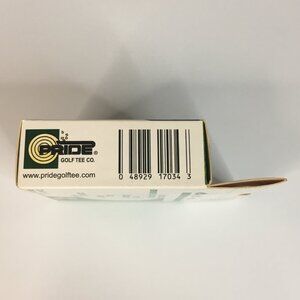 PRIDE®
GOLF TEE CO.
www.pridegolftee.com
0 48929 17034 3